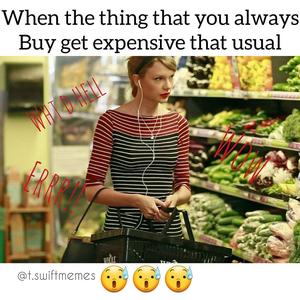 When the thing that you always
Buy get expensive that usual
WHT D HELL
WOW
ERRR!!
@t.swiftmemes